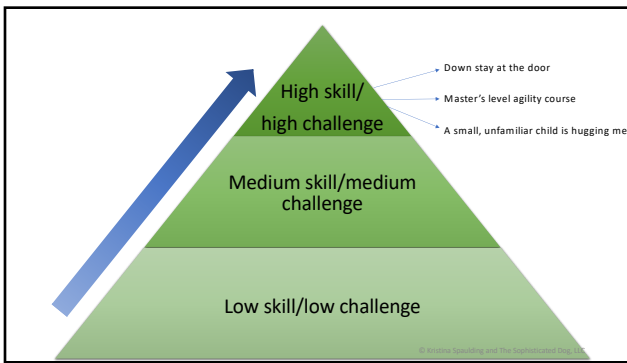 High skill/
high challenge
Down stay at the door
Master's level agility course
A small, unfamiliar child is hugging me
Medium skill/medium
challenge
Low skill/low challenge
© Kristina Spaulding and The Sophisticated Dog, LLC